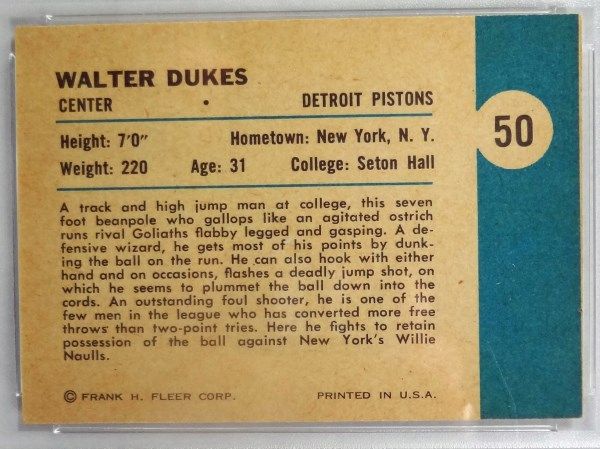 WALTER DUKES
CENTER • DETROIT PISTONS
50
Height: 7'0" Hometown: New York, N. Y.
Weight: 220 Age: 31 College: Seton Hall
A track and high jump man at college, this seven
foot beanpole who gallops like an agitated ostrich
runs rival Goliaths flabby legged and gasping. A de-
fensive wizard, he gets most of his points by dunk-
ing the ball on the run. He can also hook with either
hand and on occasions, flashes a deadly jump shot, on
which he seems to plummet the ball down into the
cords. An outstanding foul shooter, he is one of the
few men in the league who has converted more free
throws than two-point tries. Here he fights to retain
possession of the ball against New York's Willie
Naulls.
© FRANK H. FLEER CORP. PRINTED IN U.S.A.